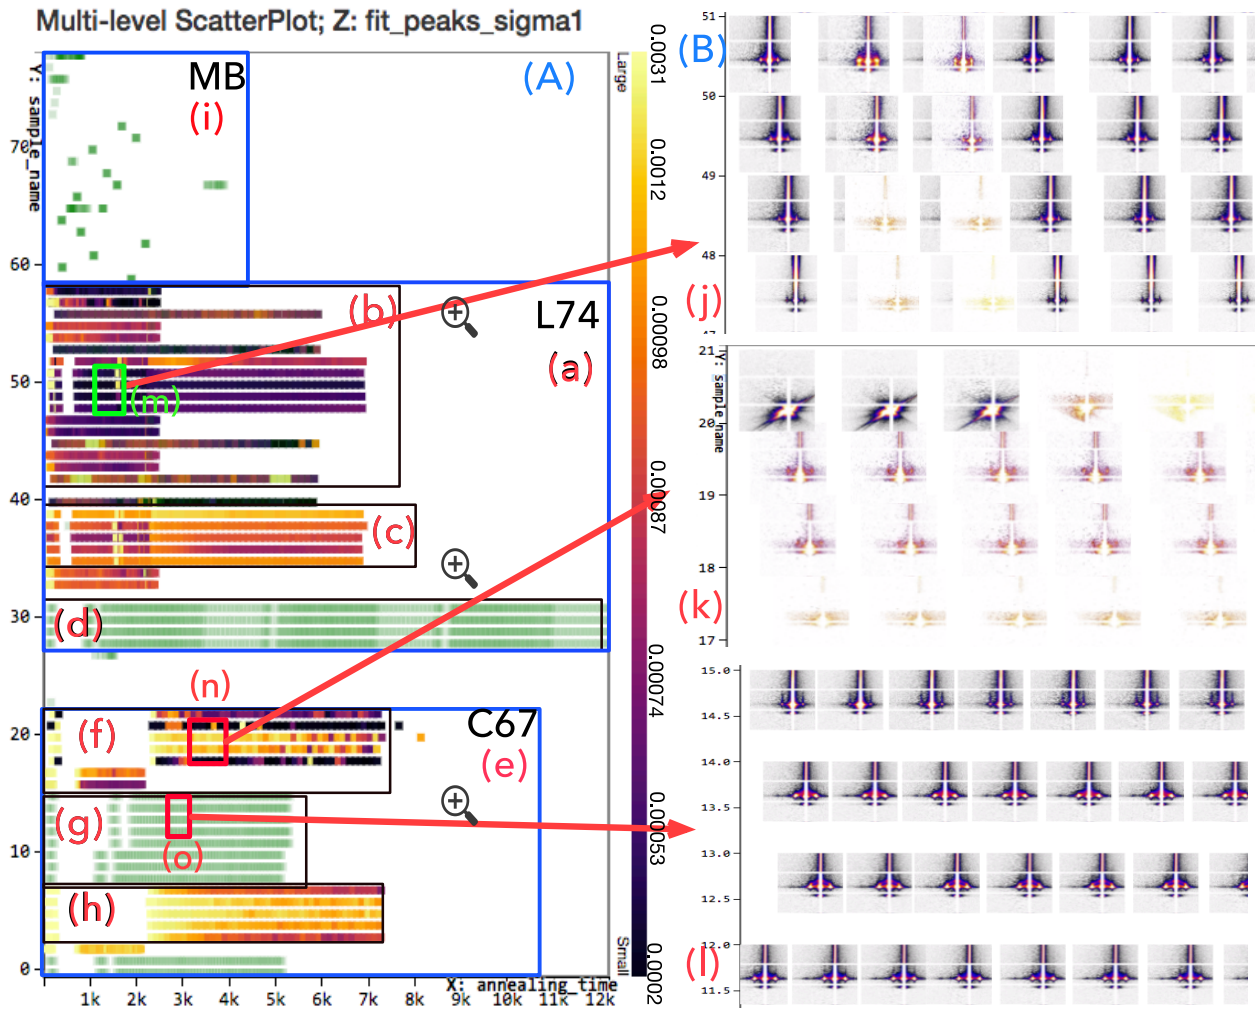 Multi-level ScatterPlot; Z: fit_peaks_sigma1
Y: sample_name
MB
(i)
(A)
L74
(a)
(b)
(m)
(c)
(d)
(n)
(f)
C67
(e)
(g)
(o)
(h)
70
60
50
40
30
20
10
0
1k 2k 3k 4k 5k 6k 7k 8k 9k 10k 11k 12k
X: annealing_time
Large
0.0031
0.0012
0.00098
0.00087
0.00074
0.00053
0.0002
Small
(B)
51
50
49
48
47
(j)
Y: sample_name
21
20
19
18
17
(k)
15.0
14.5
14.0
13.5
13.0
12.5
12.0
11.5
(l)